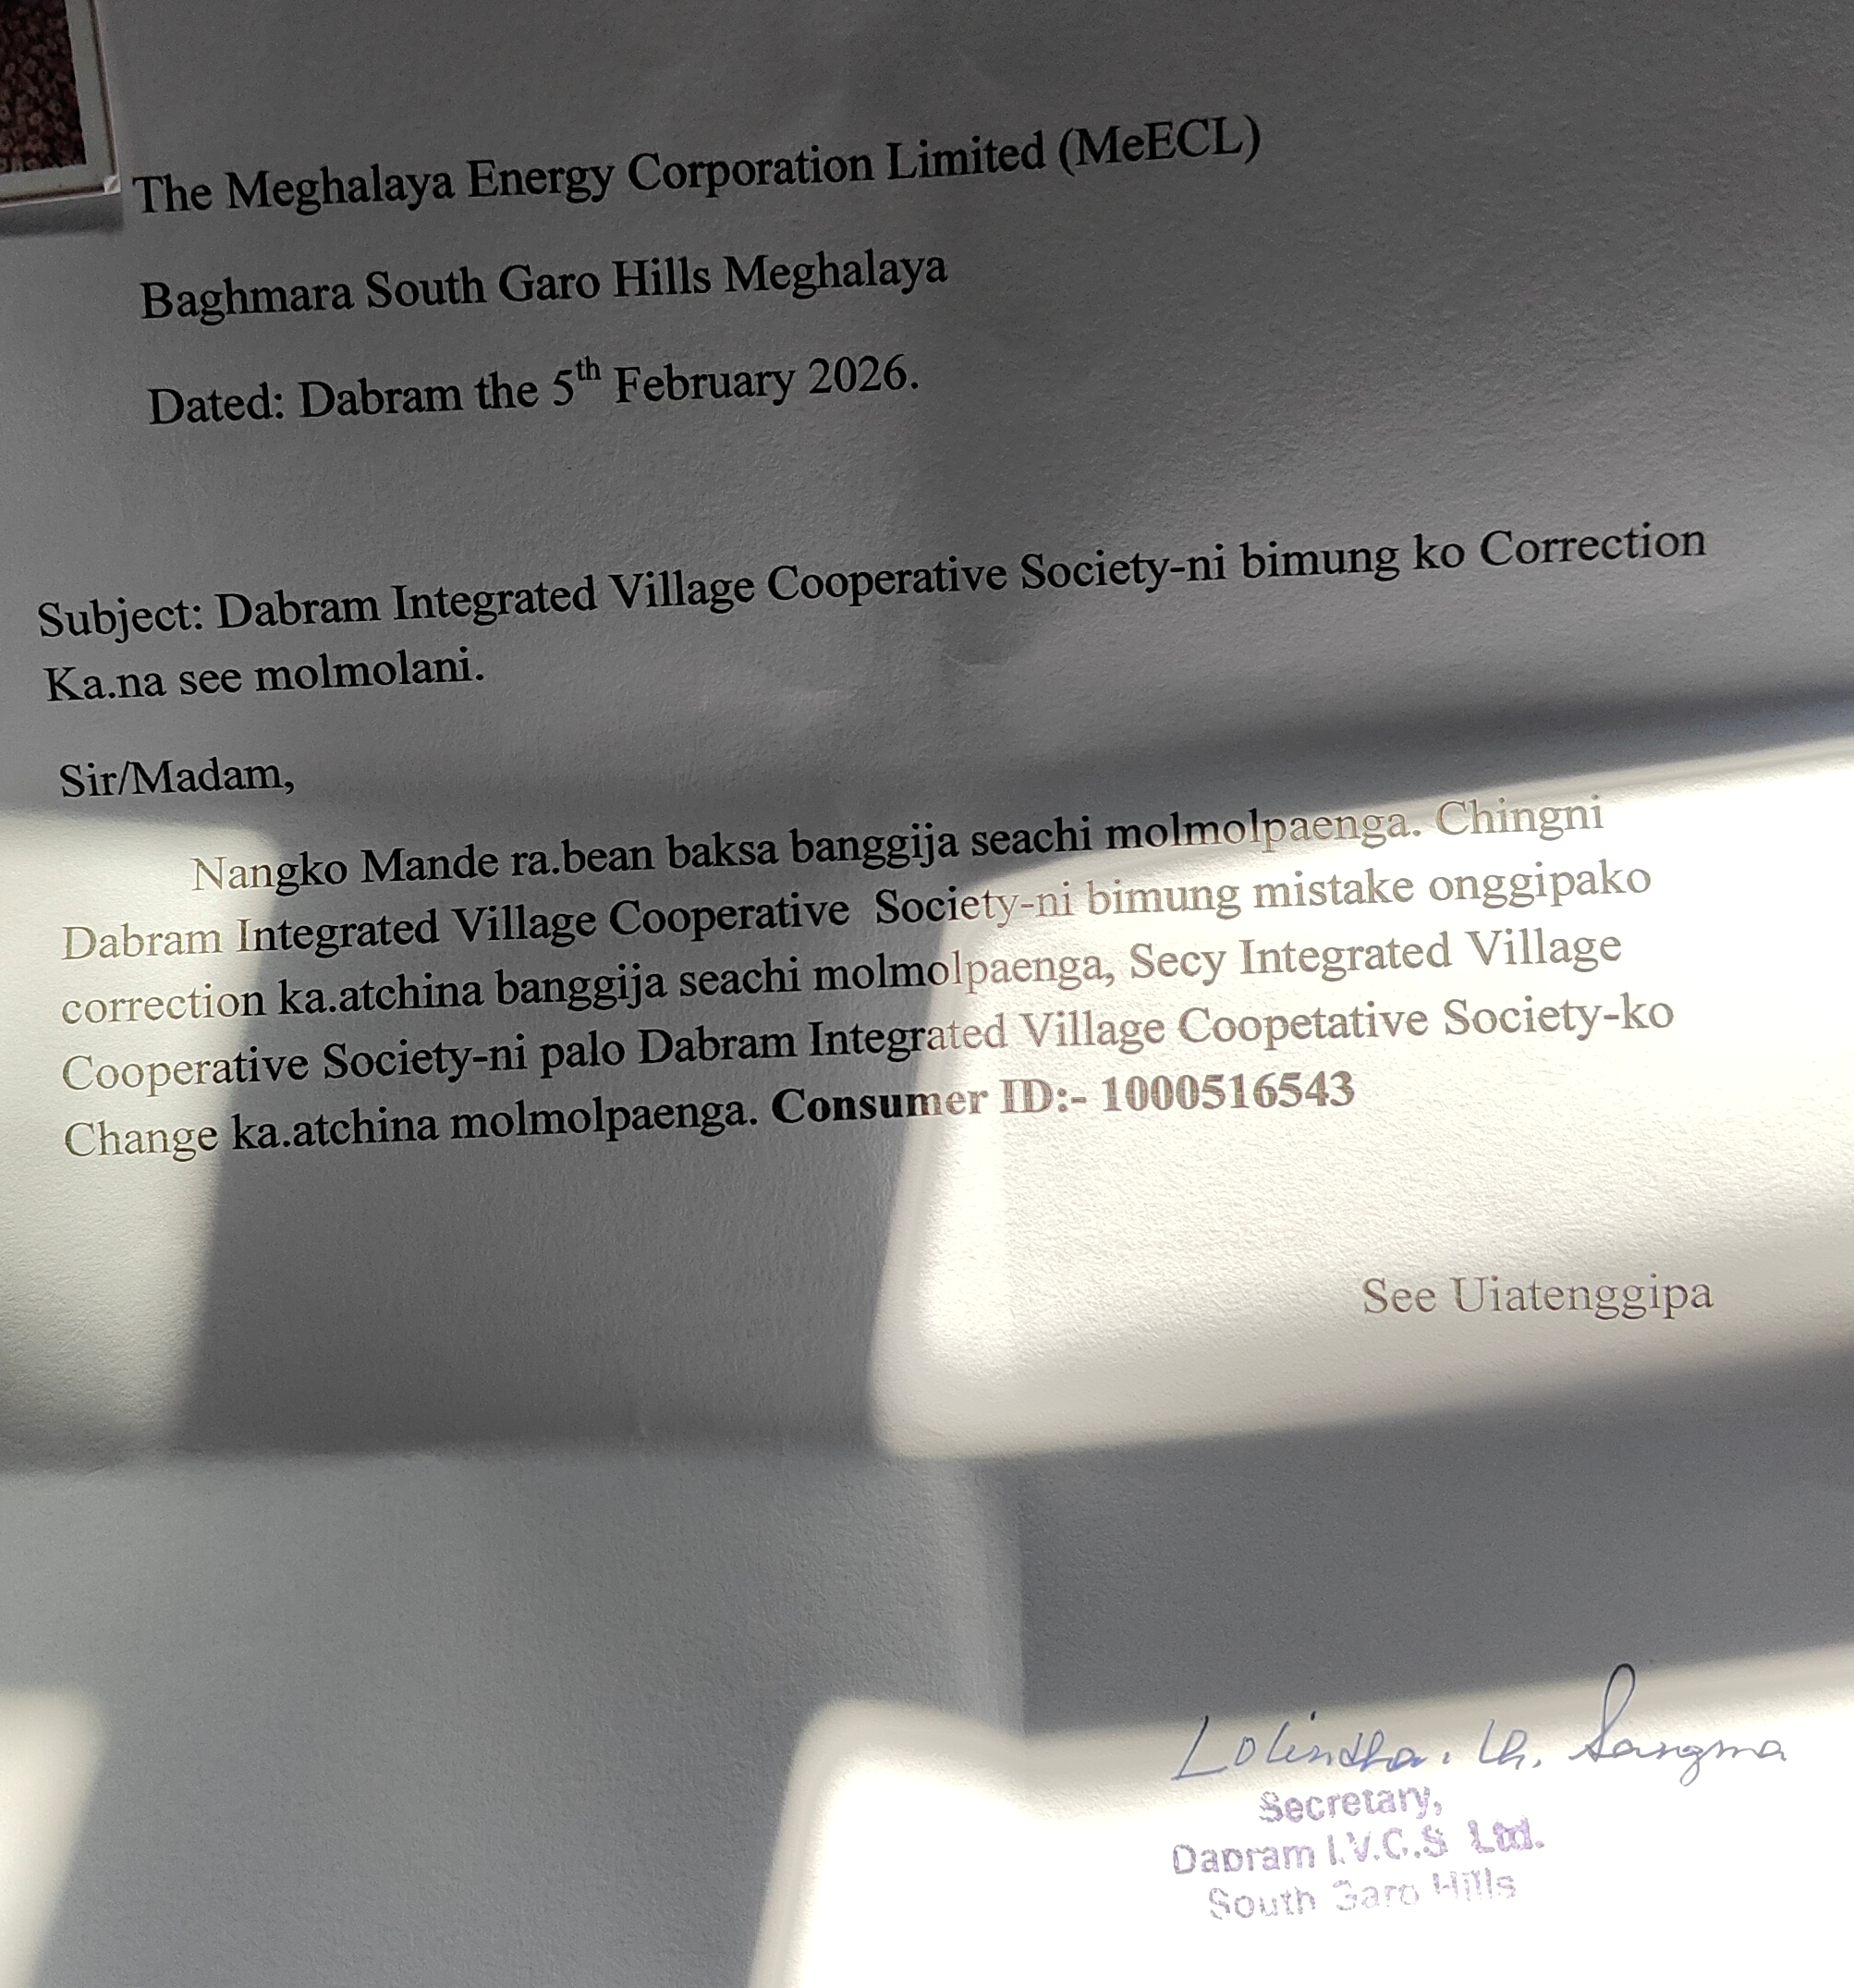 The Meghalaya Energy Corporation Limited (MeECL)
Baghmara South Garo Hills Meghalaya
Dated: Dabram the 5th February 2026.
Subject: Dabram Integrated Village Cooperative Society-ni bimung ko Correction
Ka.na see molmolani.
Sir/Madam,
Nangko Mande ra.bean baksa banggija seachi molmolpaenga. Chingni
Dabram Integrated Village Cooperative Society-ni bimung mistake onggipako
correction ka.atchina banggija seachi molmolpaenga, Secy Integrated Village
Cooperative Society-ni palo Dabram Integrated Village Coopetative Society-ko
Change ka.atchina molmolpaenga. Consumer ID:- 1000516543
See Uiatenggipa
Sangma
Secretary,
Dabram I.V.C.S Ltd.
South Garo Hills